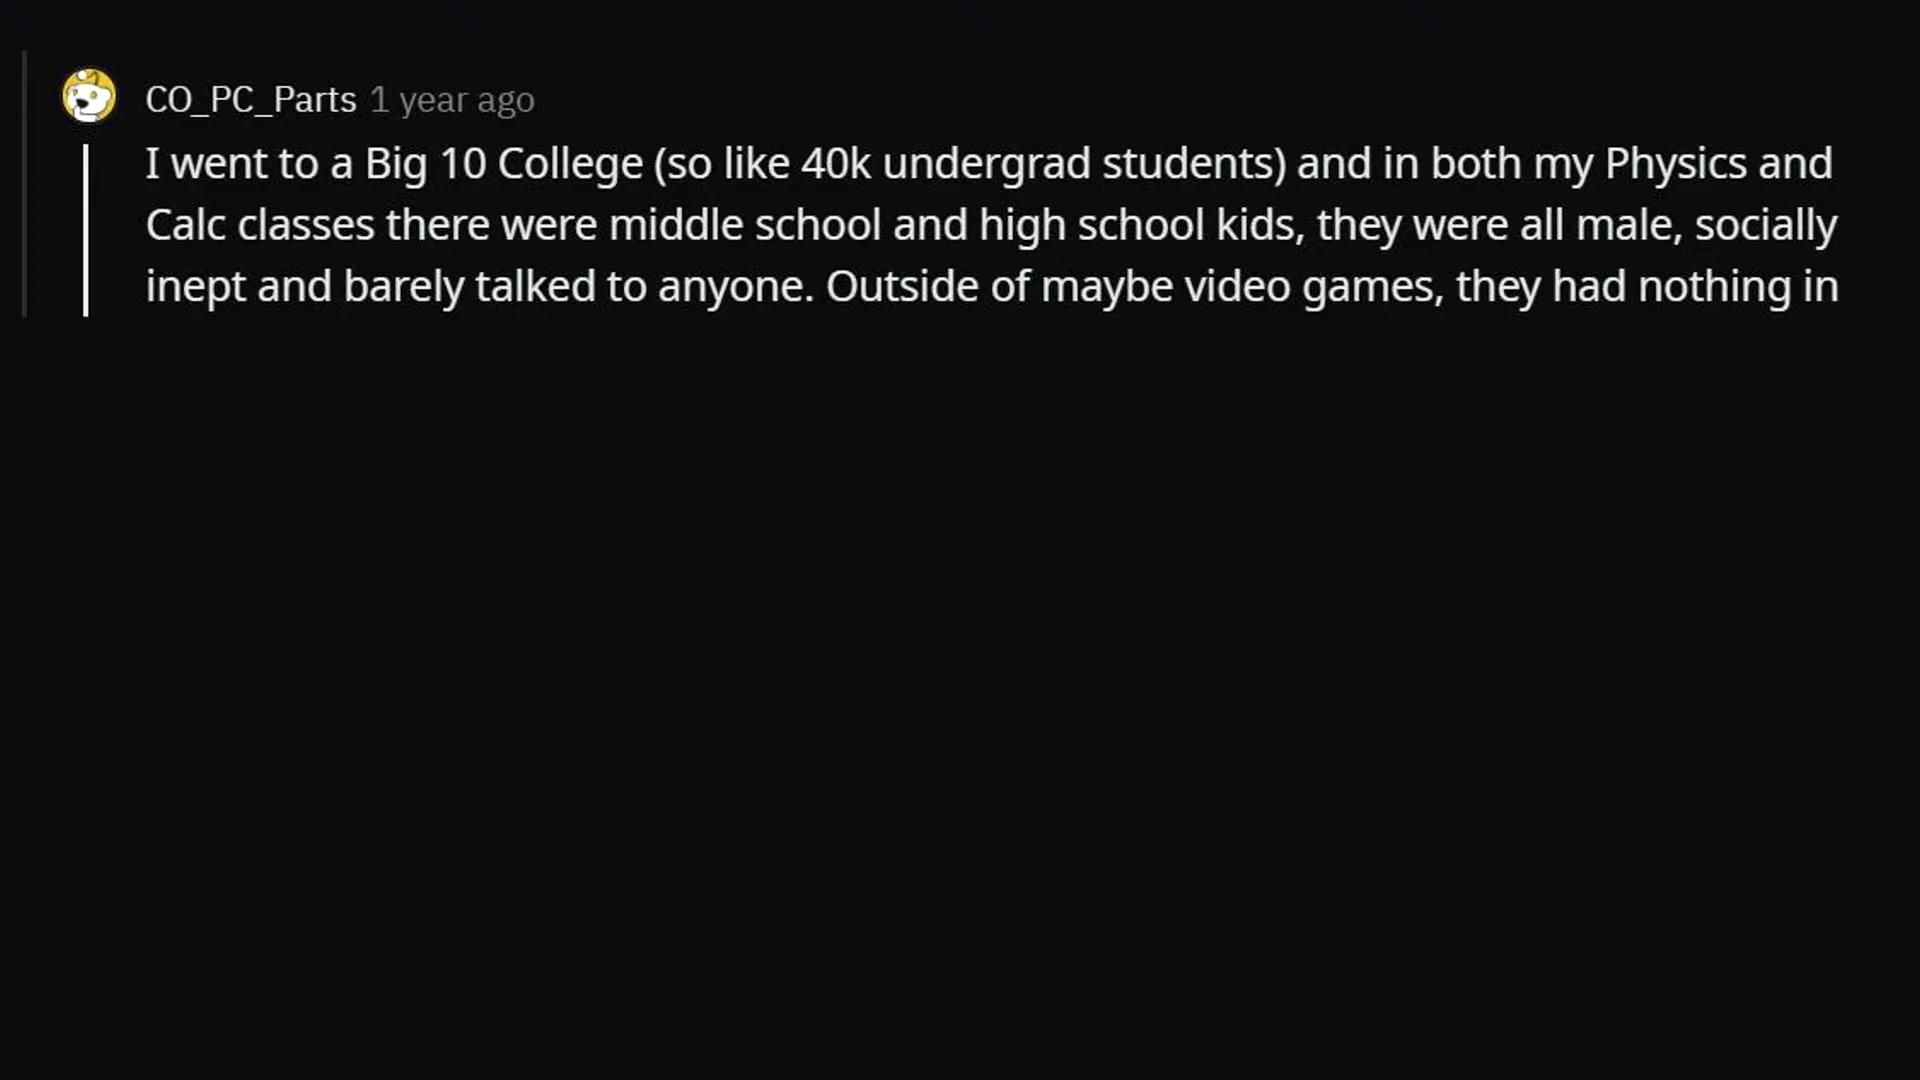 CO_PC_Parts 1 year ago
I went to a Big 10 College (so like 40k undergrad students) and in both my Physics and
Calc classes there were middle school and high school kids, they were all male, socially
inept and barely talked to anyone. Outside of maybe video games, they had nothing in